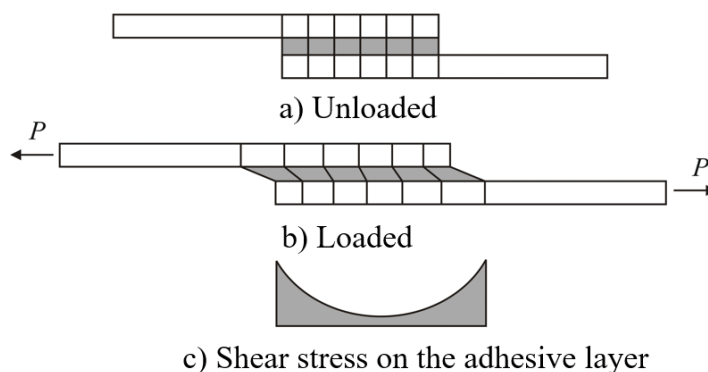 a) Unloaded
P
P
b) Loaded
c) Shear stress on the adhesive layer